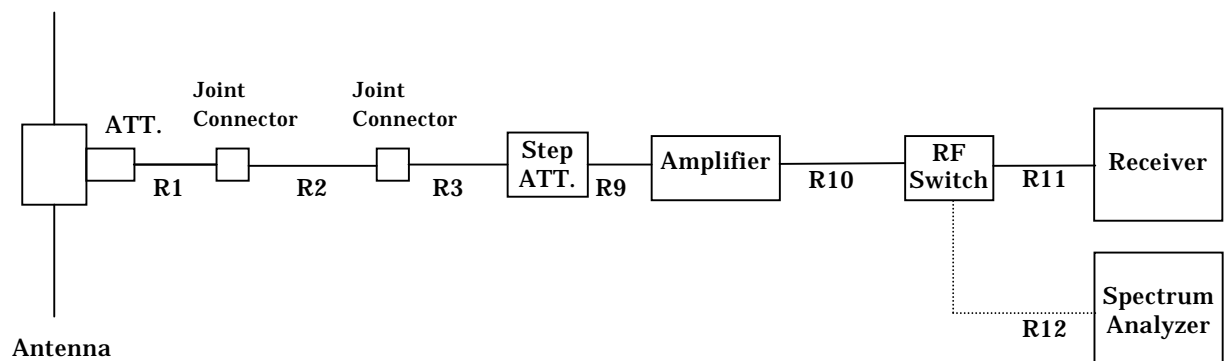 Joint
Connector
Joint
Connector
ATT.
Step
ATT.
Amplifier
RF
Switch
Receiver
R1
R2
R3
R9
R10
R11
Spectrum
Analyzer
R12
Antenna